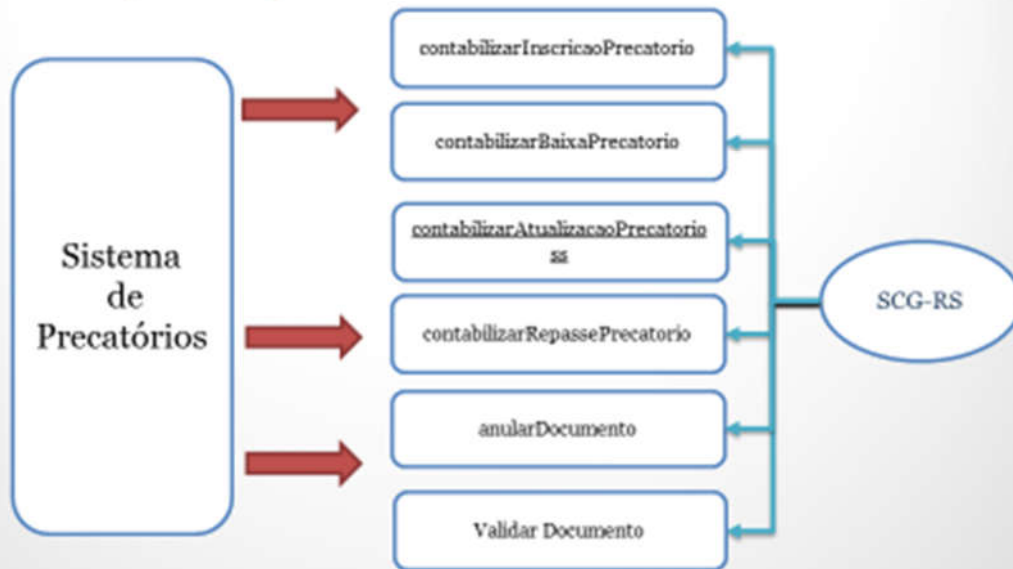 Sistema
de
Precatórios
contabilizarInscricaoPrecatorio
contabilizarBaixaPrecatorio
contabilizarAtualizacaoPrecatorio
ss
contabilizarRepassePrecatorio
anularDocumento
Validar Documento
SCG-RS